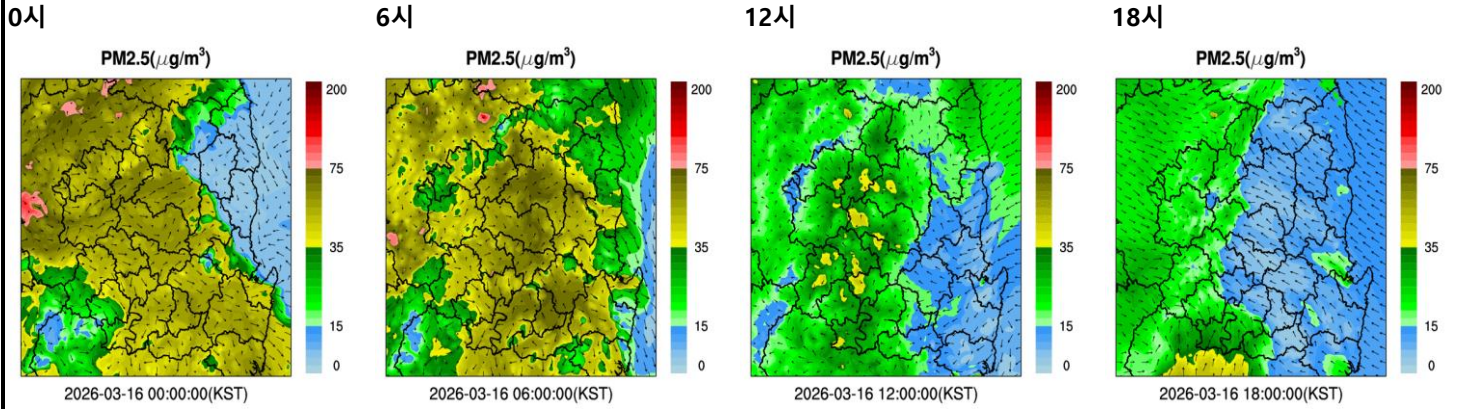 0시 6시 12시 18시
PM2.5(μg/m³) PM2.5(μg/m³) PM2.5(μg/m³) PM2.5(μg/m³)
200 200 200 200
75 75 75 75
35 35 35 35
15 15 15 15
0 0 0 0
2026-03-16 00:00:00(KST) 2026-03-16 06:00:00(KST) 2026-03-16 12:00:00(KST) 2026-03-16 18:00:00(KST)